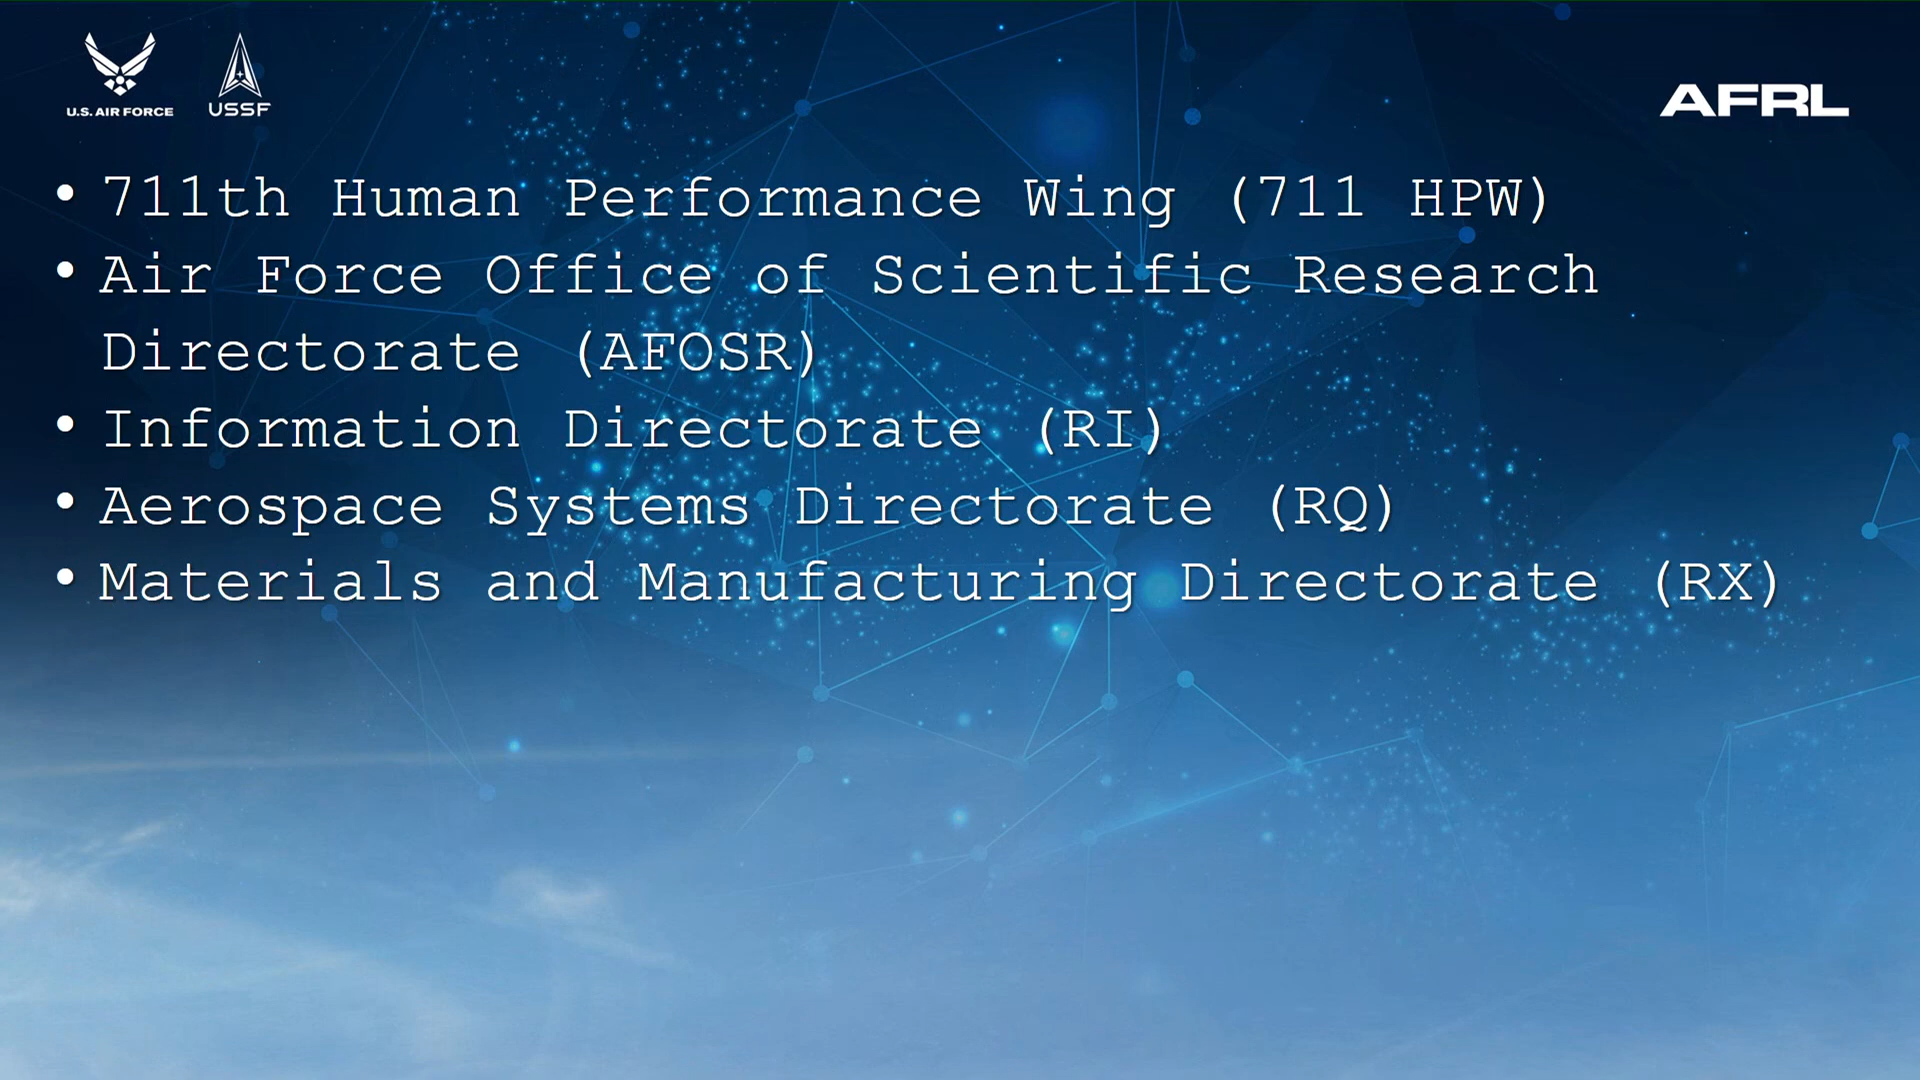 U.S. AIR FORCE
USSF
AFRL
• 711th Human Performance Wing (711 HPW)
• Air Force Office of Scientific Research
Directorate (AFOSR)
• Information Directorate (RI)
• Aerospace Systems Directorate (RQ)
• Materials and Manufacturing Directorate (RX)